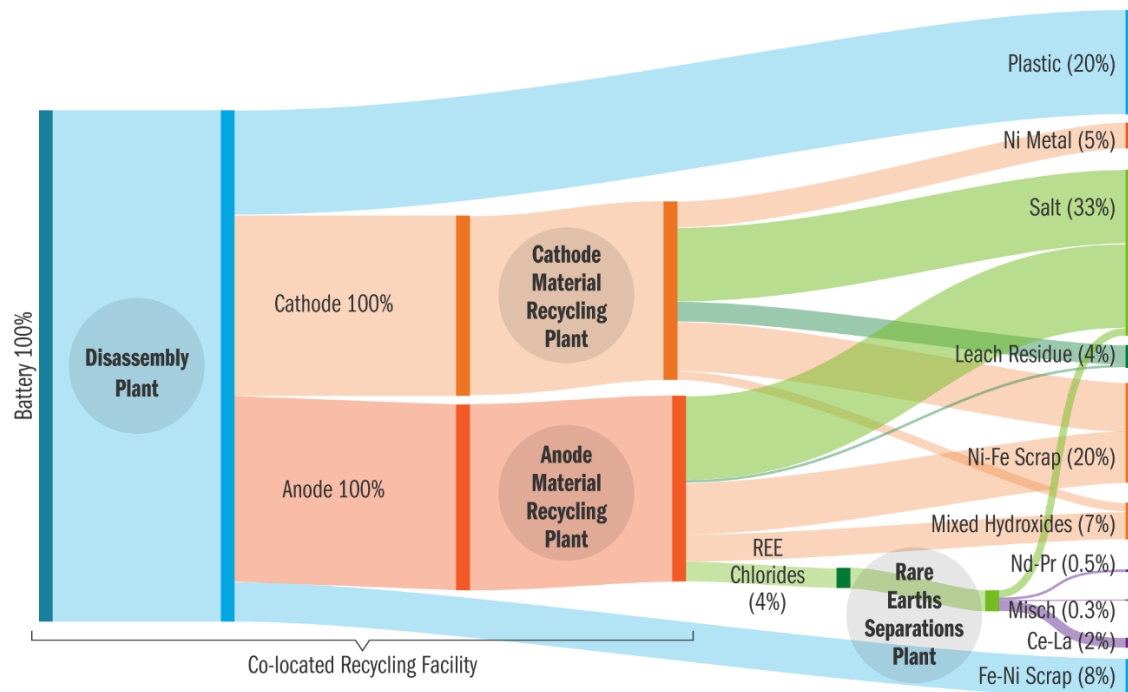 Battery 100%
Disassembly
Plant
Cathode 100%
Anode 100%
Cathode
Material
Recycling
Plant
Anode
Material
Recycling
Plant
REE
Chlorides
(4%)
Rare
Earths
Separations
Plant
Plastic (20%)
Ni Metal (5%)
Salt (33%)
Leach Residue (4%)
Ni-Fe Scrap (20%)
Mixed Hydroxides (7%)
Nd-Pr (0.5%)
Misch (0.3%)
Ce-La (2%)
Fe-Ni Scrap (8%)
Co-located Recycling Facility